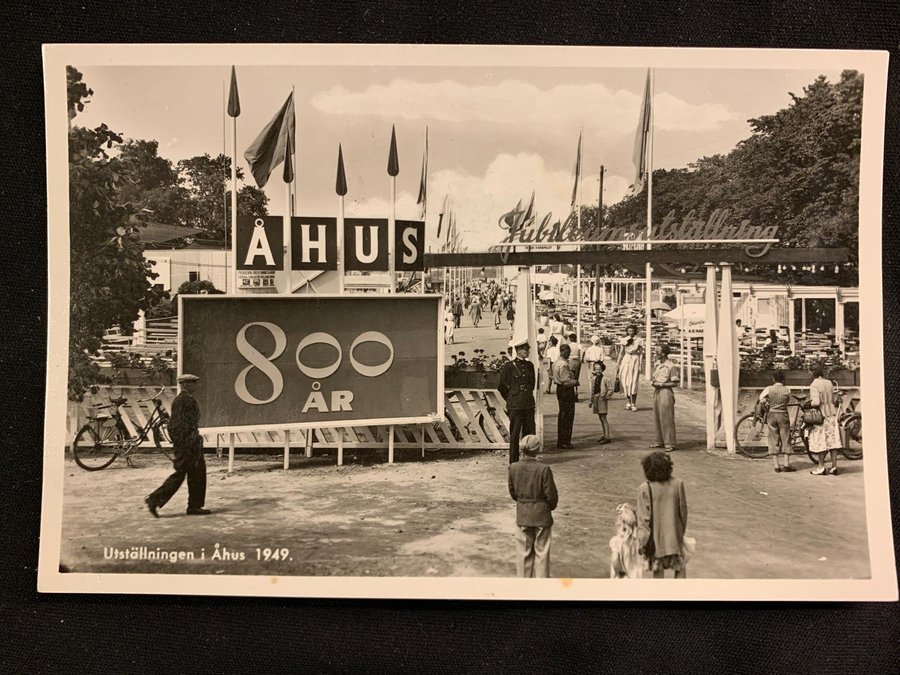 ÅHUS
Jubileumsutställning
800
ÅR
Utställningen i Åhus 1949.